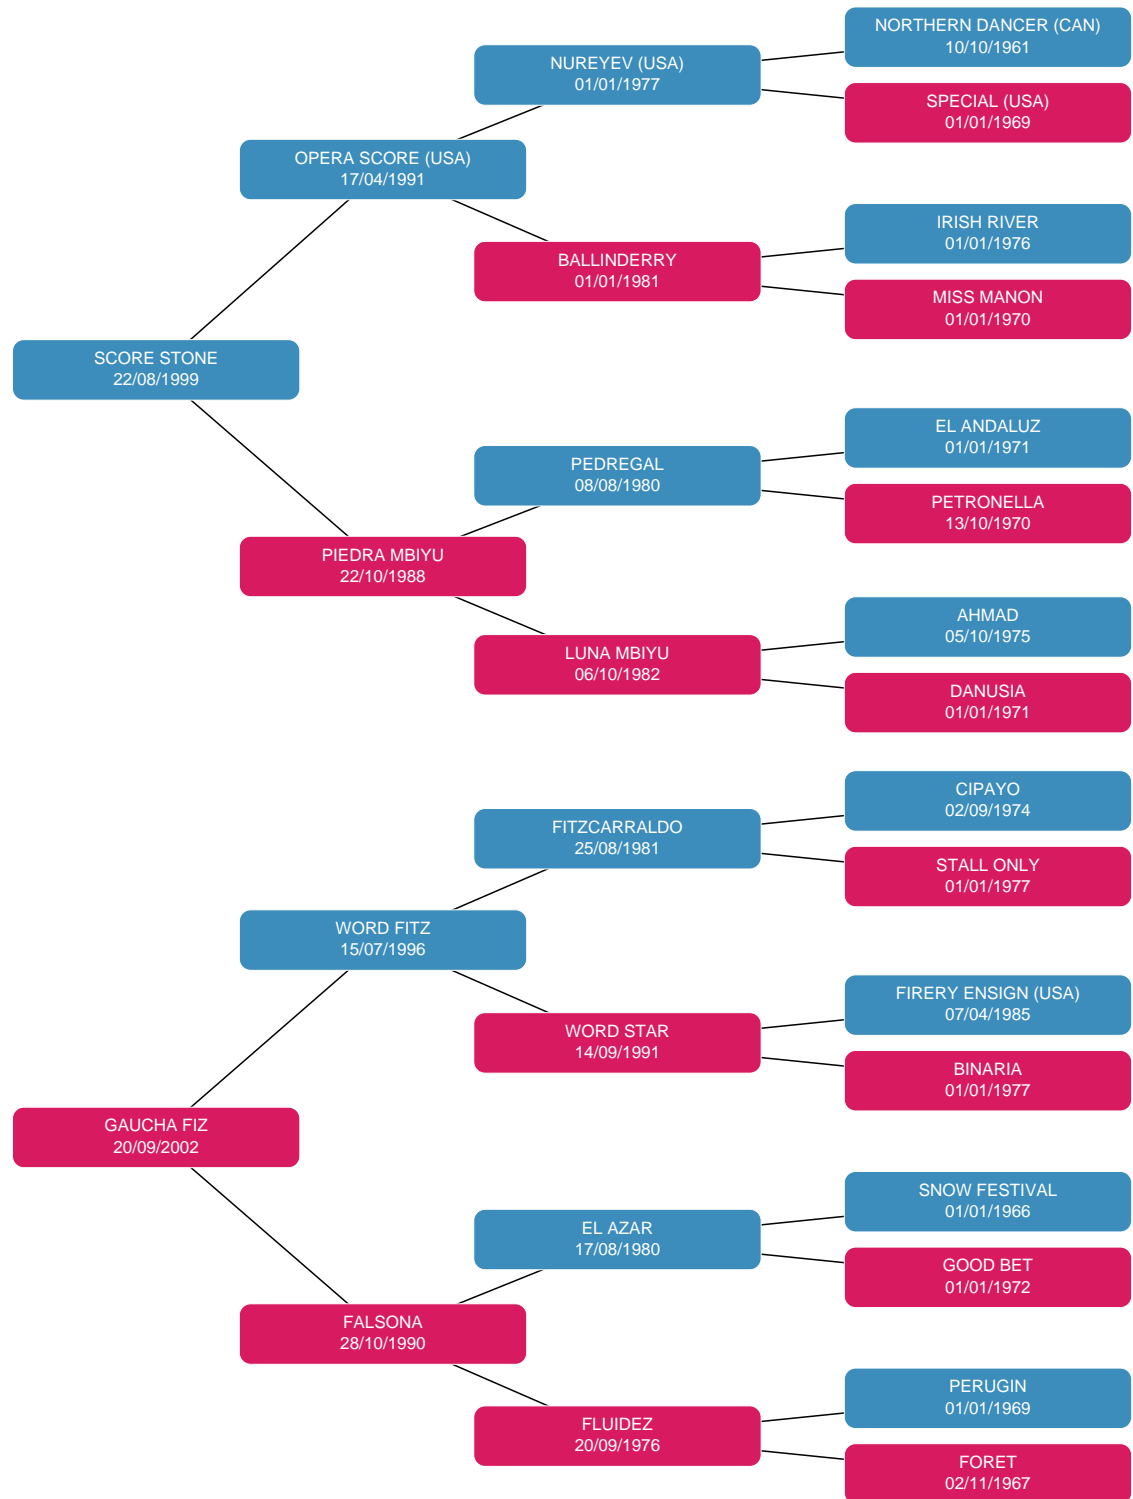 NORTHERN DANCER (CAN)
10/10/1961
NUREYEV (USA)
01/01/1977
SPECIAL (USA)
01/01/1969
OPERA SCORE (USA)
17/04/1991
IRISH RIVER
01/01/1976
BALLINDERRY
01/01/1981
MISS MANON
01/01/1970
SCORE STONE
22/08/1999
EL ANDALUZ
01/01/1971
PEDREGAL
08/08/1980
PETRONELLA
13/10/1970
PIEDRA MBIYU
22/10/1988
AHMAD
05/10/1975
LUNA MBIYU
06/10/1982
DANUSIA
01/01/1971
CIPAYO
02/09/1974
FITZCARRALDO
25/08/1981
STALL ONLY
01/01/1977
WORD FITZ
15/07/1996
FIRERY ENSIGN (USA)
07/04/1985
WORD STAR
14/09/1991
BINARIA
01/01/1977
GAUCHA FIZ
20/09/2002
SNOW FESTIVAL
01/01/1966
EL AZAR
17/08/1980
GOOD BET
01/01/1972
FALSONA
28/10/1990
PERUGIN
01/01/1969
FLUIDEZ
20/09/1976
FORET
02/11/1967